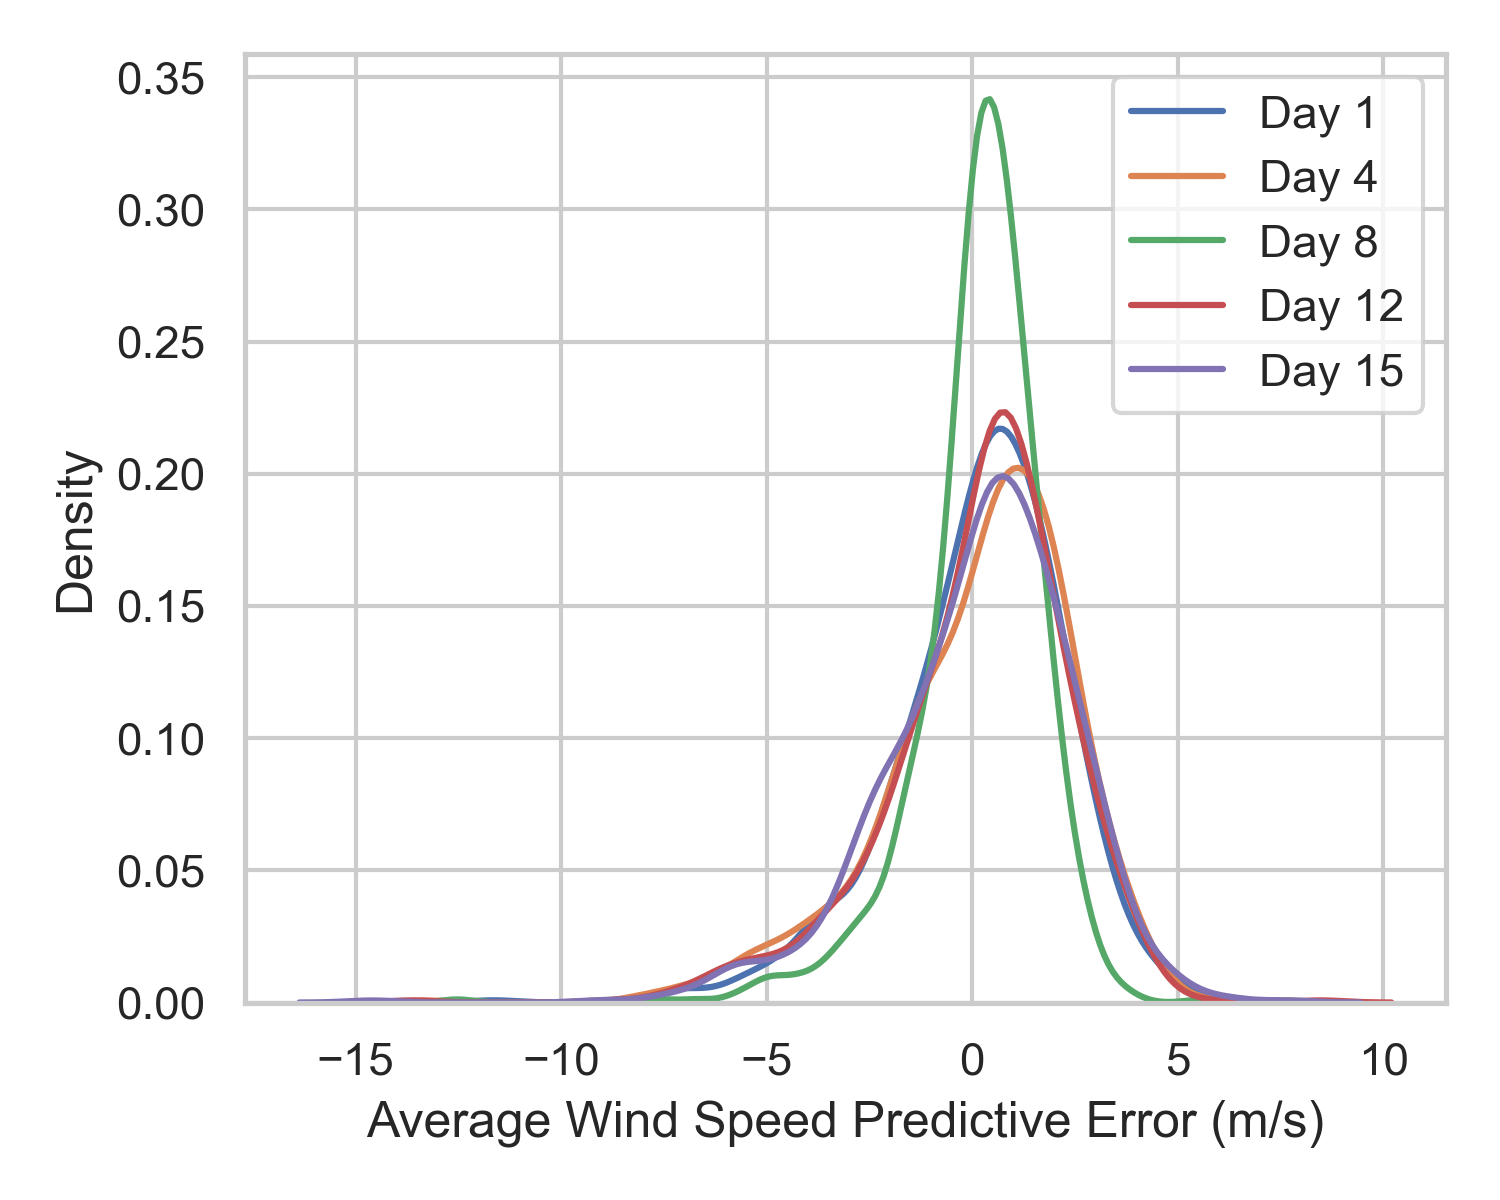 0.35
0.30
0.25
0.20
0.15
0.10
0.05
0.00
Density
Day 1
Day 4
Day 8
Day 12
Day 15
−15 −10 −5 0 5 10
Average Wind Speed Predictive Error (m/s)